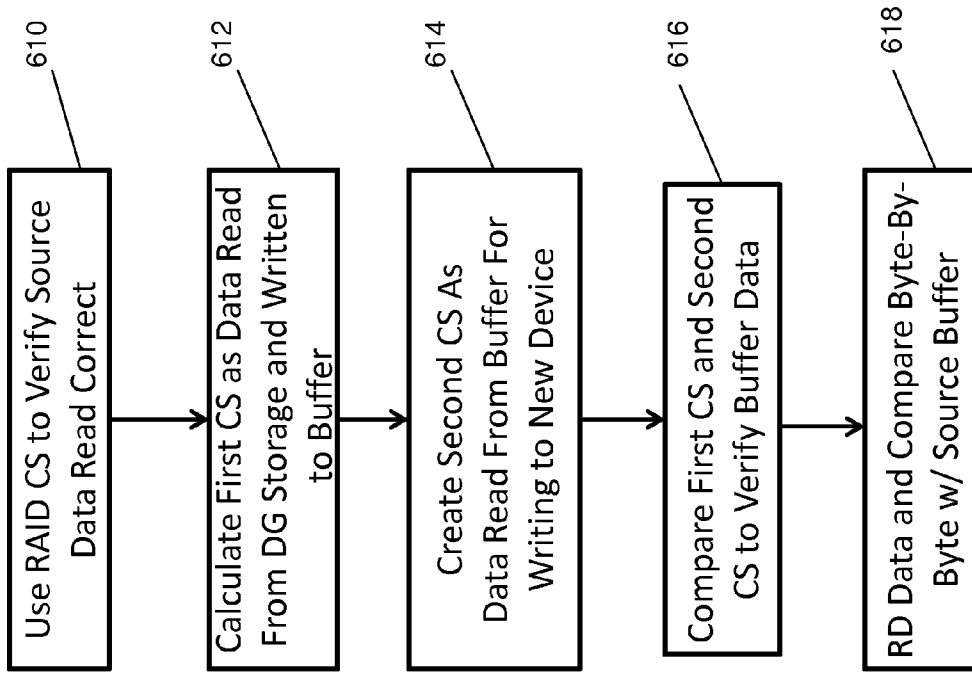 Use RAID CS to Verify Source
Data Read Correct
610
Calculate First CS as Data Read
From DG Storage and Written
to Buffer
612
Create Second CS As
Data Read From Buffer For
Writing to New Device
614
Compare First CS and Second
CS to Verify Buffer Data
616
RD Data and Compare Byte-By-
Byte w/ Source Buffer
618